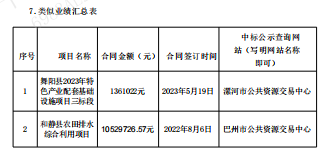 7.类似业绩汇总表
序号 项目名称 合同金额(元) 合同签订时间 中标公示查询网
站(写明网站名称
即可)
1 舞阳县2023年特
色产业配套基础
设施项目三标段 1361022元 2023年5月19日 漯河市公共资源交易中心
2 和静县农田排水
综合利用项目 10529726.57元 2022年8月6日 巴州市公共资源交易中心